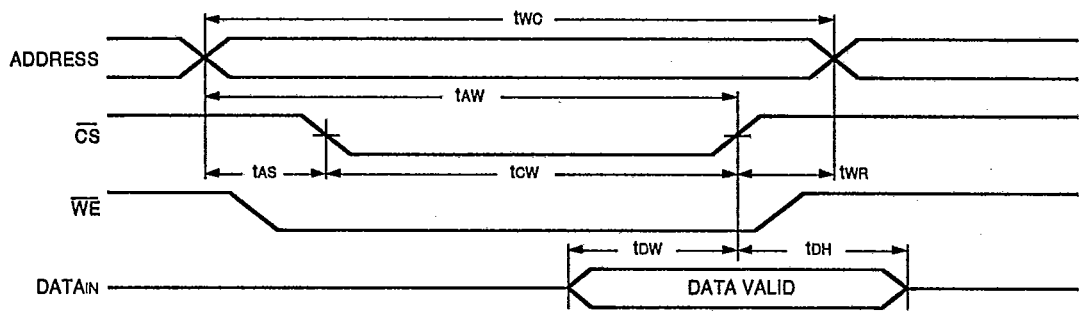 tWC
ADDRESS
tAW
CS
tAS
tCW
tWR
WE
tDW
tDH
DATAIN
DATA VALID